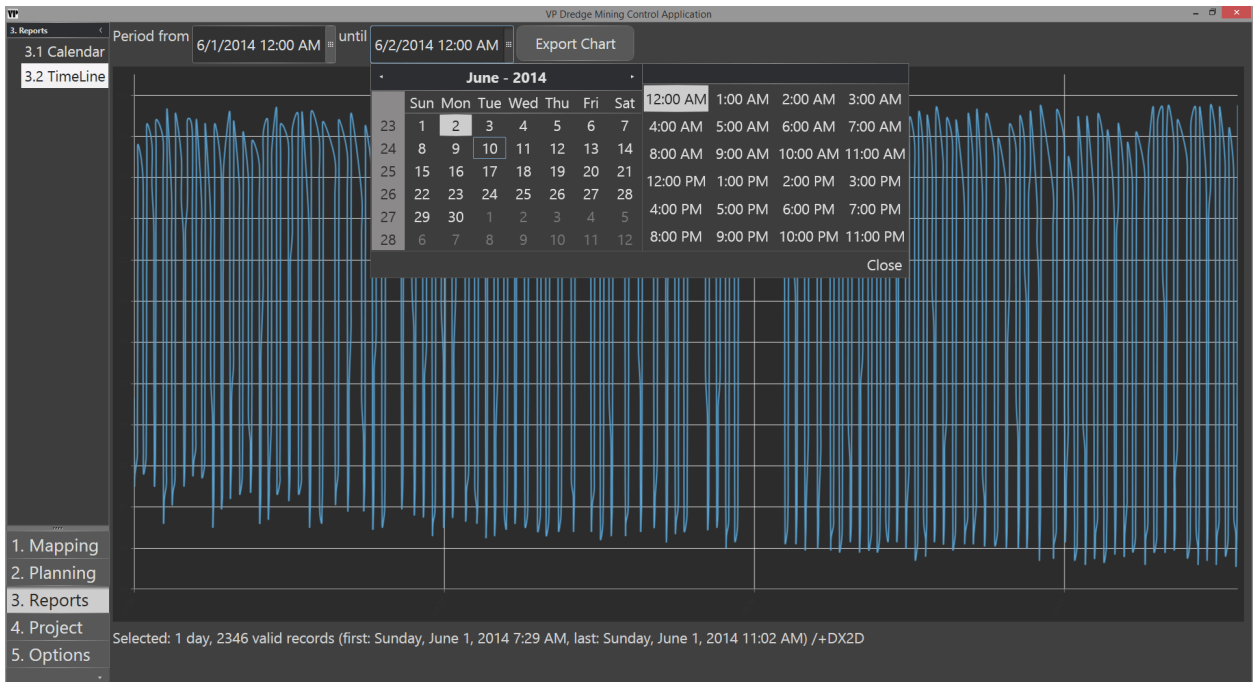 VP VP Dredge Mining Control Application
3. Reports
3.1 Calendar
3.2 TimeLine
Period from 6/1/2014 12:00 AM until 6/2/2014 12:00 AM Export Chart
June - 2014
Sun Mon Tue Wed Thu Fri Sat
23 1 2 3 4 5 6 7
24 8 9 10 11 12 13 14
25 15 16 17 18 19 20 21
26 22 23 24 25 26 27 28
27 29 30 1 2 3 4 5
28 6 7 8 9 10 11 12
12:00 AM 1:00 AM 2:00 AM 3:00 AM
4:00 AM 5:00 AM 6:00 AM 7:00 AM
8:00 AM 9:00 AM 10:00 AM 11:00 AM
12:00 PM 1:00 PM 2:00 PM 3:00 PM
4:00 PM 5:00 PM 6:00 PM 7:00 PM
8:00 PM 9:00 PM 10:00 PM 11:00 PM
Close
1. Mapping
2. Planning
3. Reports
4. Project
5. Options
Selected: 1 day, 2346 valid records (first: Sunday, June 1, 2014 7:29 AM, last: Sunday, June 1, 2014 11:02 AM) /+DX2D